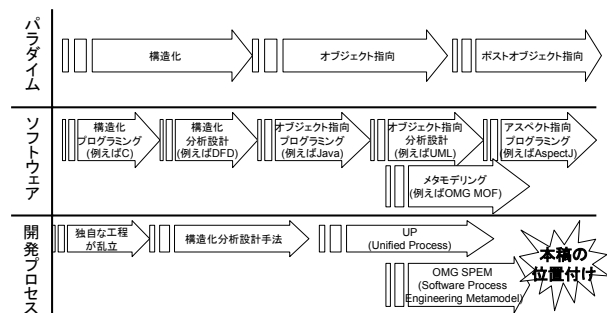 パラダイム
構造化
オブジェクト指向
ポストオブジェクト指向
ソフトウェア
構造化
プログラミング
(例えばC)
構造化
分析設計
(例えばDFD)
オブジェクト指向
プログラミング
(例えばJava)
オブジェクト指向
分析設計
(例えばUML)
アスペクト指向
プログラミング
(例えばAspectJ)
メタモデリング
(例えばOMG MOF)
開発プロセス
独自な工程
が乱立
構造化分析設計手法
UP
(Unified Process)
OMG SPEM
(Software Process
Engineering Metamodel)
本稿の
位置付け